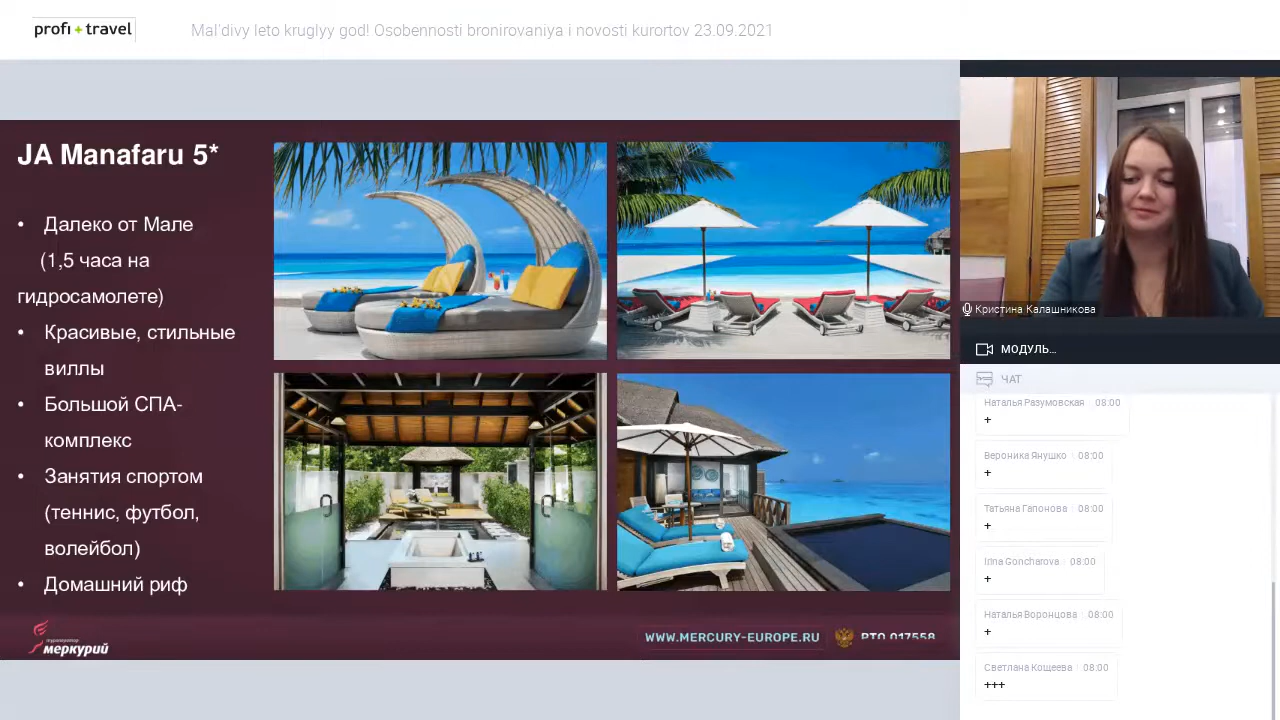 profi + travel
Mal'divy leto kruglyy god! Osobennosti bronirovaniya i novosti kurortov 23.09.2021
JA Manafaru 5*
• Далеко от Мале
(1,5 часа на
гидросамолете)
• Красивые, стильные
виллы
• Большой СПА-
комплекс
• Занятия спортом
(теннис, футбол,
волейбол)
• Домашний риф
туроператор
меркурий
WWW.MERCURY-EUROPE.RU
РТО 017558
Кристина Калашникова
МОДУЛЬ...
ЧАТ
Наталья Разумовская 08:00
+
Вероника Янушко 08:00
+
Татьяна Гапонова 08:00
+
Irina Goncharova 08:00
+
Наталья Воронцова 08:00
+
Светлана Кощеева 08:00
+++